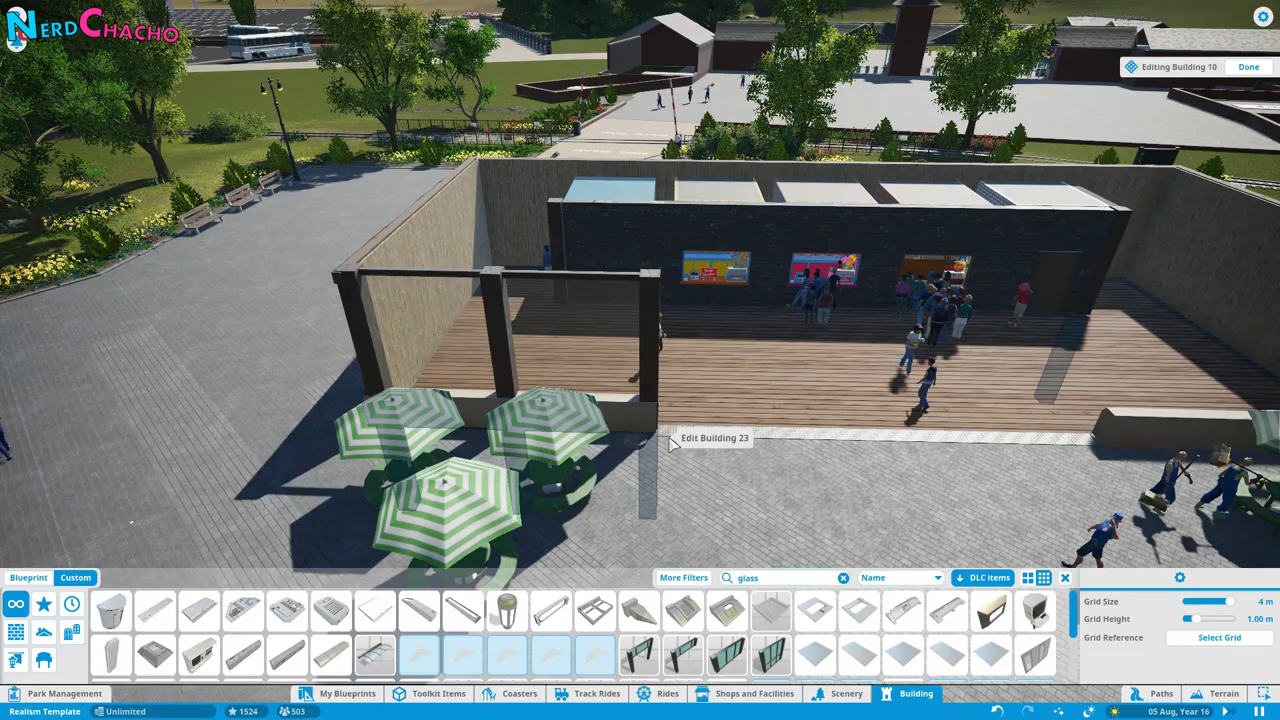 NERDCHACHO
Editing Building 10
Done
Edit Building 23
Blueprint
Custom
More Filters
glass
Name
DLC items
Grid Size
4 m
Grid Height
1.00 m
Grid Reference
Select Grid
Park Management
My Blueprints
Toolkit Items
Coasters
Track Rides
Rides
Shops and Facilities
Scenery
Building
Paths
Terrain
Realism Template
Unlimited
1524
503
05 Aug, Year 16